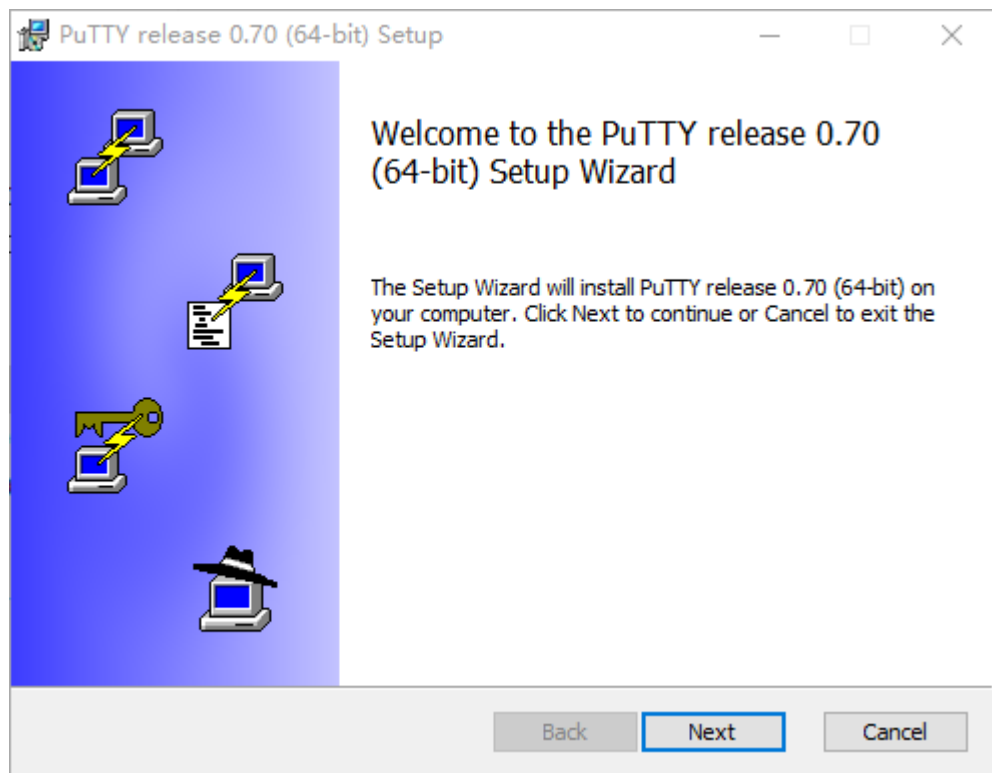 PuTTY release 0.70 (64-bit) Setup
Welcome to the PuTTY release 0.70
(64-bit) Setup Wizard
The Setup Wizard will install PuTTY release 0.70 (64-bit) on
your computer. Click Next to continue or Cancel to exit the
Setup Wizard.
Back
Next
Cancel